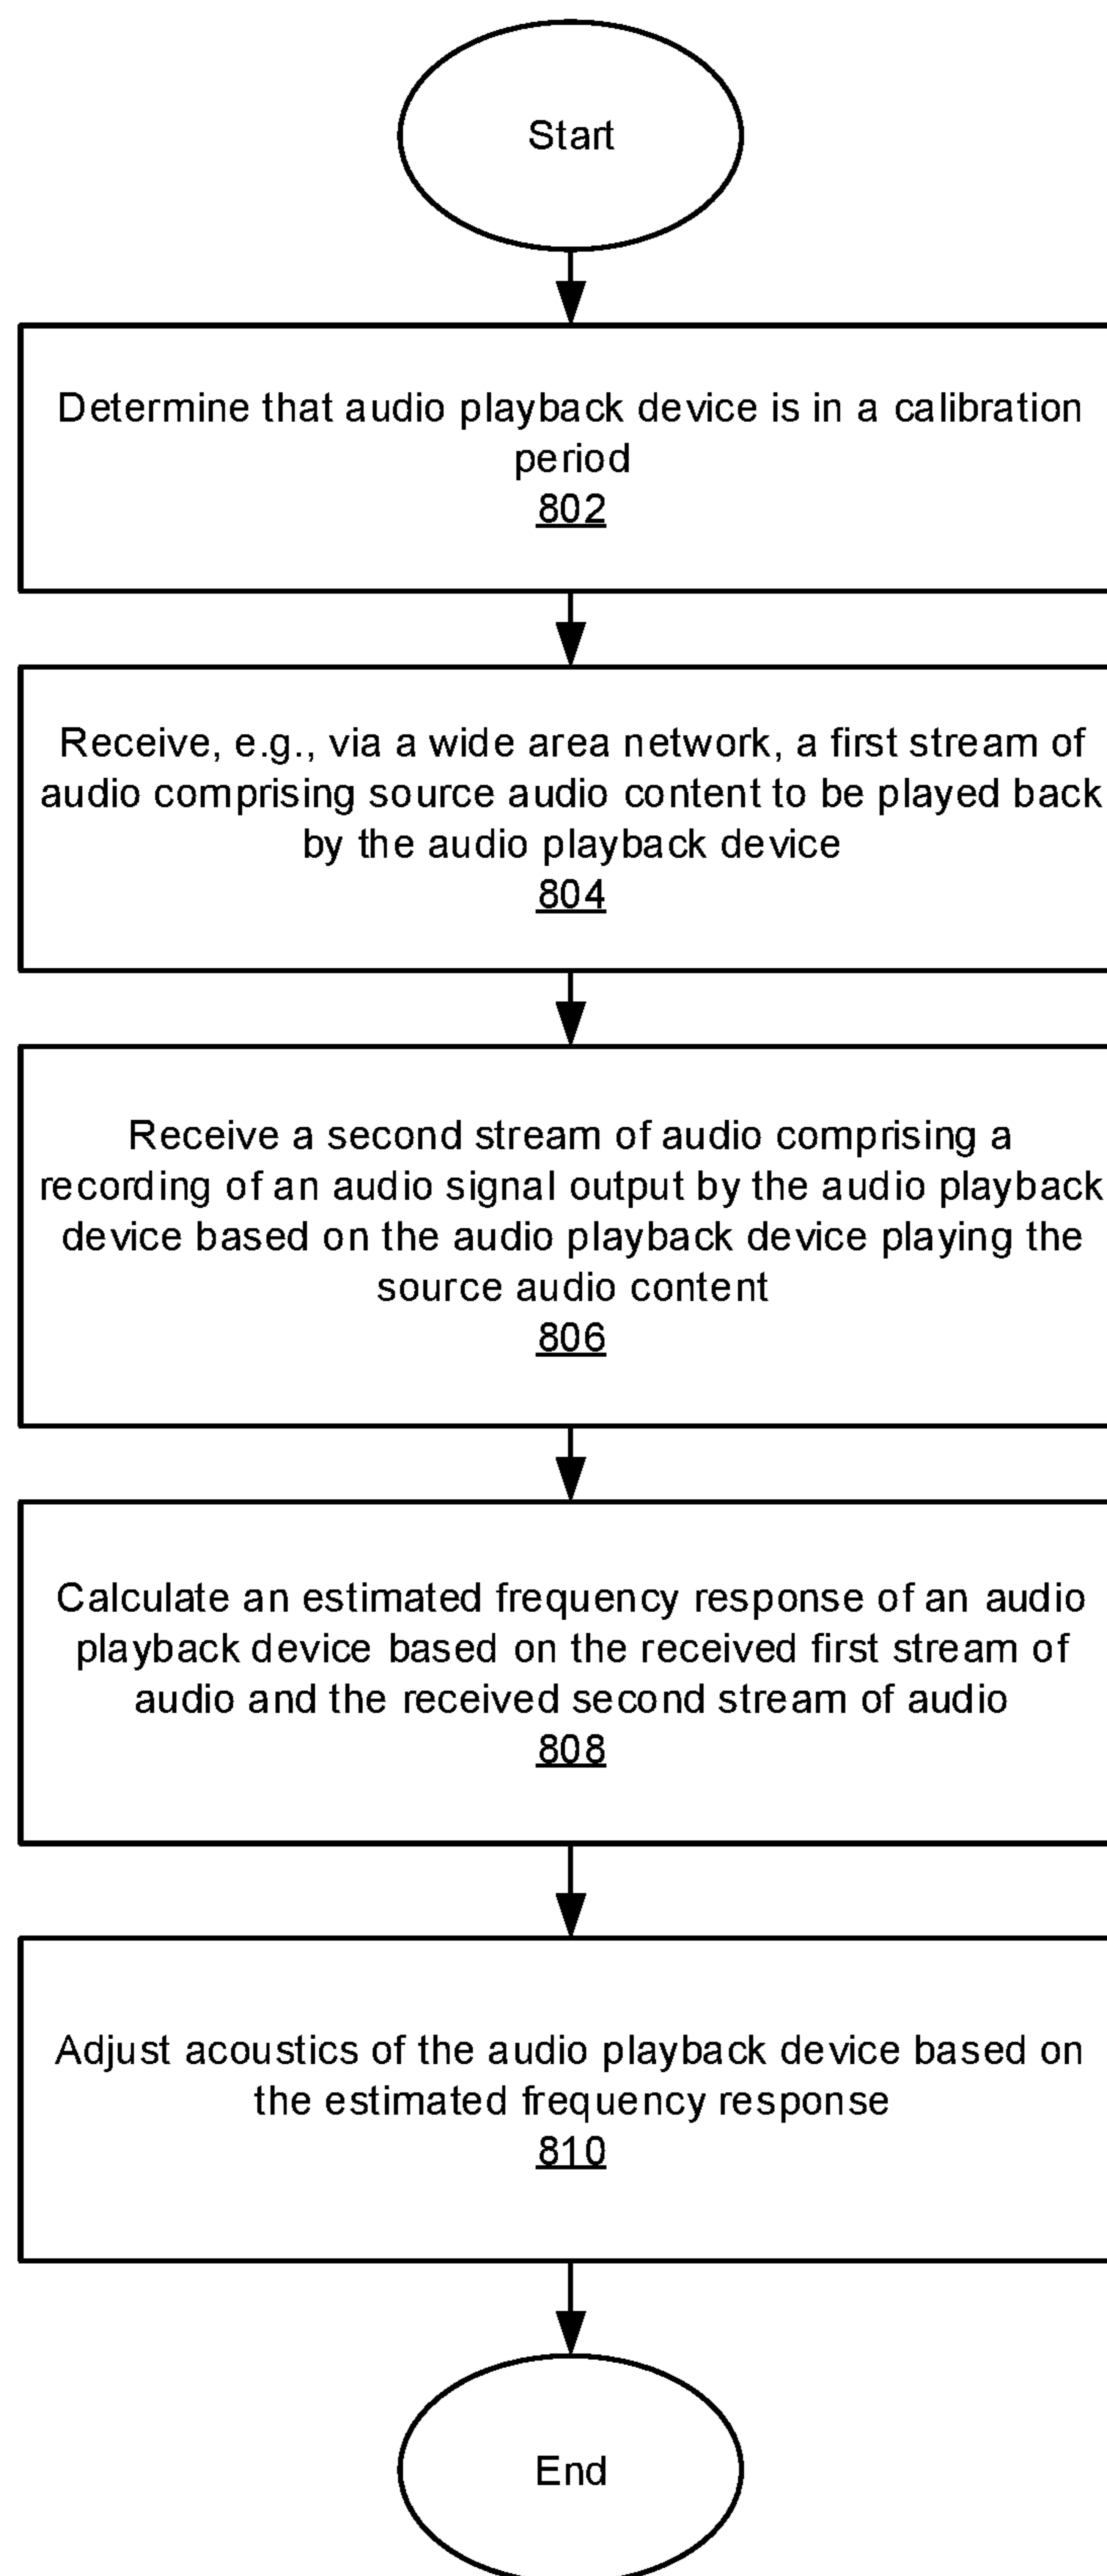 Start
Determine that audio playback device is in a calibration
period
802
Receive, e.g., via a wide area network, a first stream of
audio comprising source audio content to be played back
by the audio playback device
804
Receive a second stream of audio comprising a
recording of an audio signal output by the audio playback
device based on the audio playback device playing the
source audio content
806
Calculate an estimated frequency response of an audio
playback device based on the received first stream of
audio and the received second stream of audio
808
Adjust acoustics of the audio playback device based on
the estimated frequency response
810
End